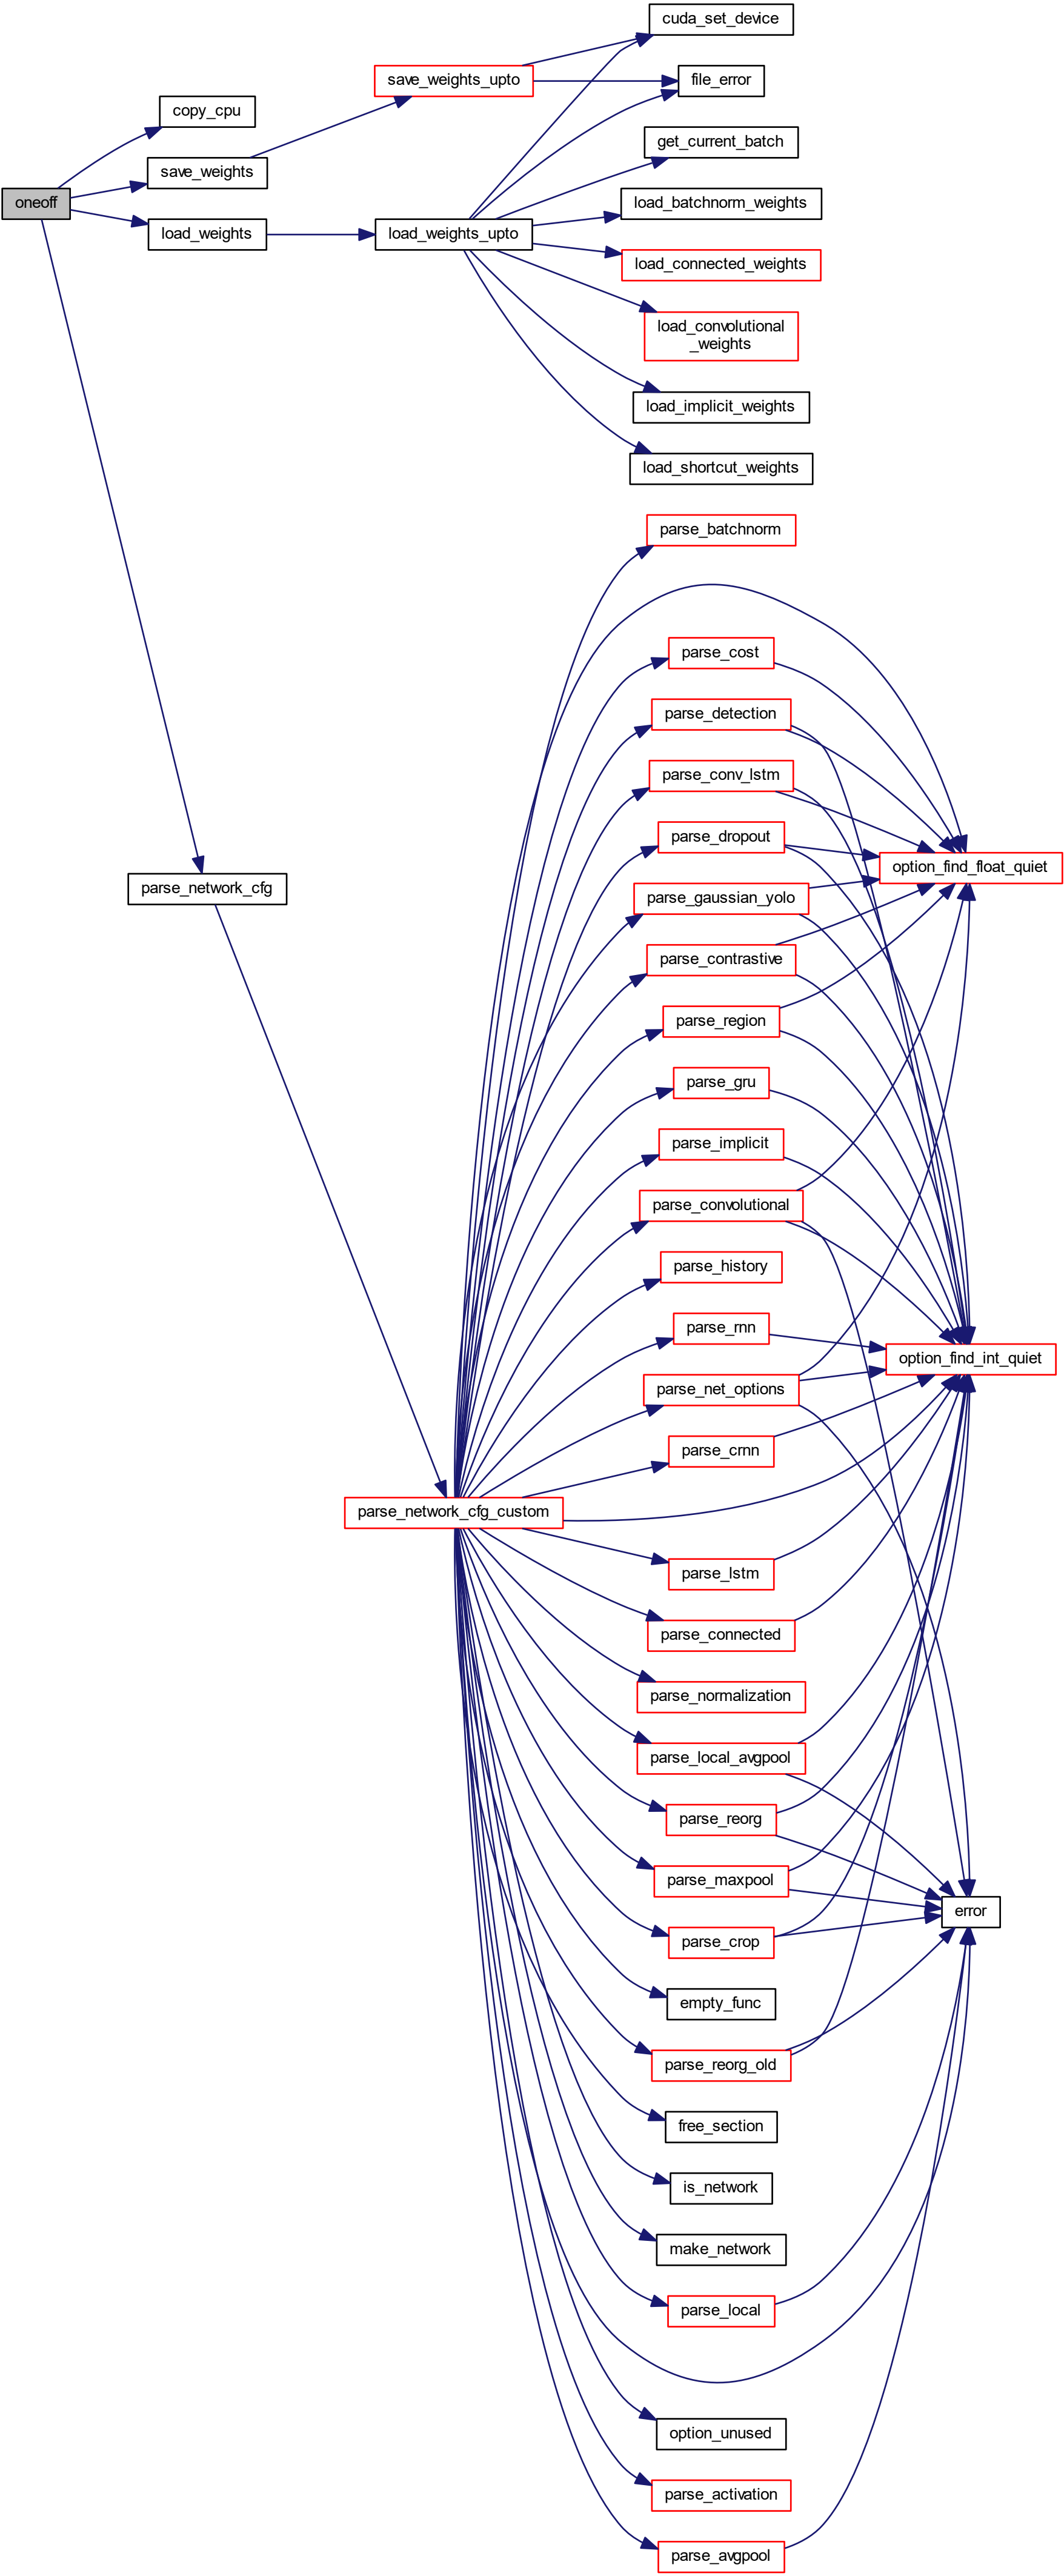 oneoff
copy_cpu
save_weights
load_weights
parse_network_cfg
save_weights_upto
load_weights_upto
parse_network_cfg_custom
cuda_set_device
file_error
get_current_batch
load_batchnorm_weights
load_connected_weights
load_convolutional
_weights
load_implicit_weights
load_shortcut_weights
parse_batchnorm
parse_cost
parse_detection
parse_conv_lstm
parse_dropout
parse_gaussian_yolo
parse_contrastive
parse_region
parse_gru
parse_implicit
parse_convolutional
parse_history
parse_rnn
parse_net_options
parse_crnn
parse_lstm
parse_connected
parse_normalization
parse_local_avgpool
parse_reorg
parse_maxpool
parse_crop
empty_func
parse_reorg_old
free_section
is_network
make_network
parse_local
option_unused
parse_activation
parse_avgpool
option_find_float_quiet
option_find_int_quiet
error